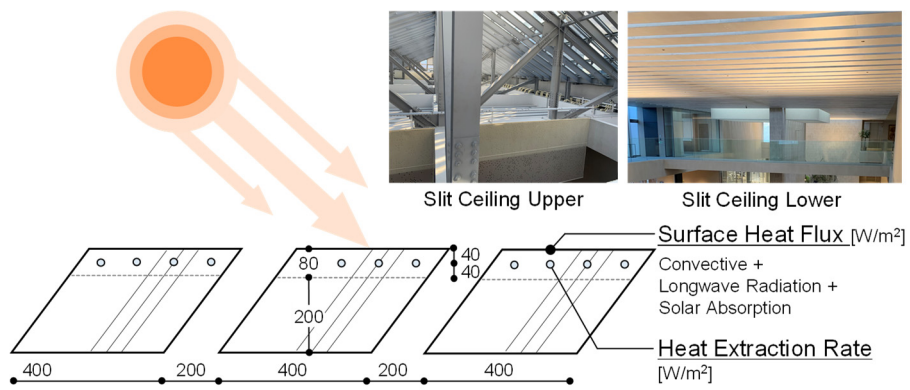 Slit Ceiling Upper
Slit Ceiling Lower
Surface Heat Flux [W/m²]
Convective +
Longwave Radiation +
Solar Absorption
Heat Extraction Rate
[W/m²]
80
40
40
200
400
200
400
200
400